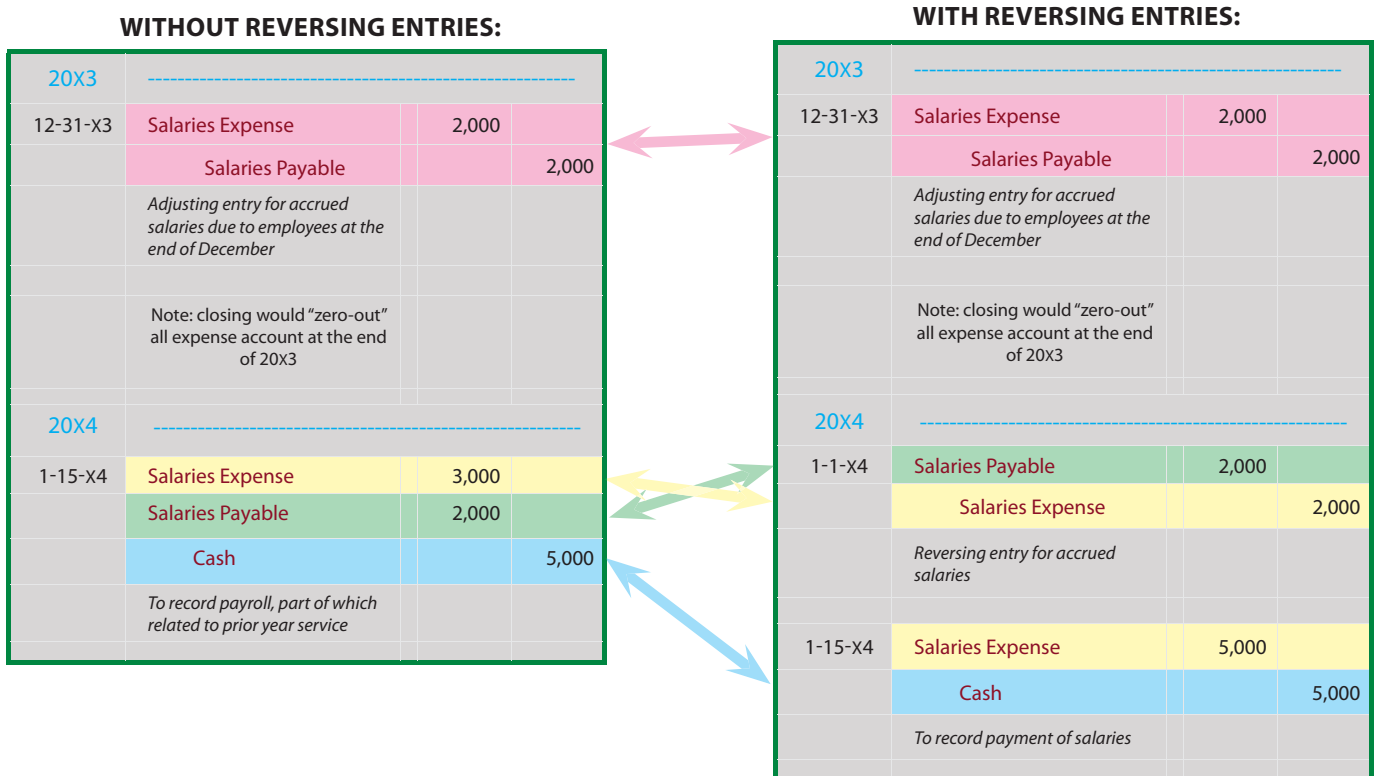 WITHOUT REVERSING ENTRIES:
20X3 ----------------------------------------------------------
12-31-X3 Salaries Expense 2,000
Salaries Payable 2,000
Adjusting entry for accrued
salaries due to employees at the
end of December
Note: closing would “zero-out”
all expense account at the end
of 20X3
20X4 ----------------------------------------------------------
1-15-X4 Salaries Expense 3,000
Salaries Payable 2,000
Cash 5,000
To record payroll, part of which
related to prior year service
WITH REVERSING ENTRIES:
20X3 ----------------------------------------------------------
12-31-X3 Salaries Expense 2,000
Salaries Payable 2,000
Adjusting entry for accrued
salaries due to employees at the
end of December
Note: closing would “zero-out”
all expense account at the end
of 20X3
20X4 ----------------------------------------------------------
1-1-X4 Salaries Payable 2,000
Salaries Expense 2,000
Reversing entry for accrued
salaries
1-15-X4 Salaries Expense 5,000
Cash 5,000
To record payment of salaries